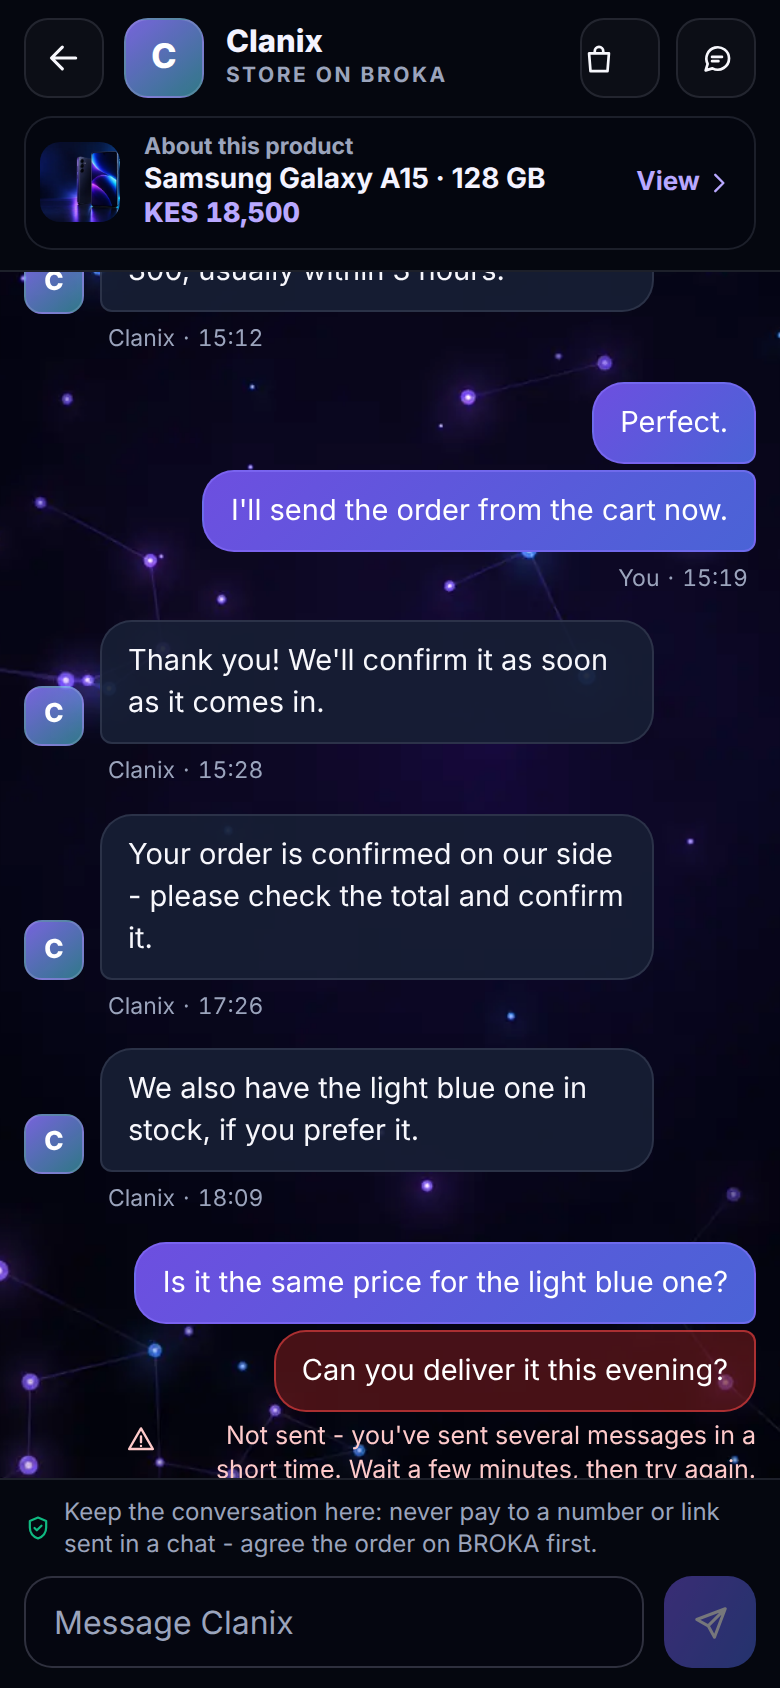 C
Clanix
STORE ON BROKA
About this product
Samsung Galaxy A15 · 128 GB
KES 18,500
View
C
300, usually within 3 hours.
Clanix · 15:12
Perfect.
I'll send the order from the cart now.
You · 15:19
Thank you! We'll confirm it as soon
as it comes in.
C
Clanix · 15:28
Your order is confirmed on our side
- please check the total and confirm
it.
C
Clanix · 17:26
We also have the light blue one in
stock, if you prefer it.
C
Clanix · 18:09
Is it the same price for the light blue one?
Can you deliver it this evening?
Not sent - you've sent several messages in a
short time. Wait a few minutes, then try again.
Keep the conversation here: never pay to a number or link
sent in a chat - agree the order on BROKA first.
Message Clanix